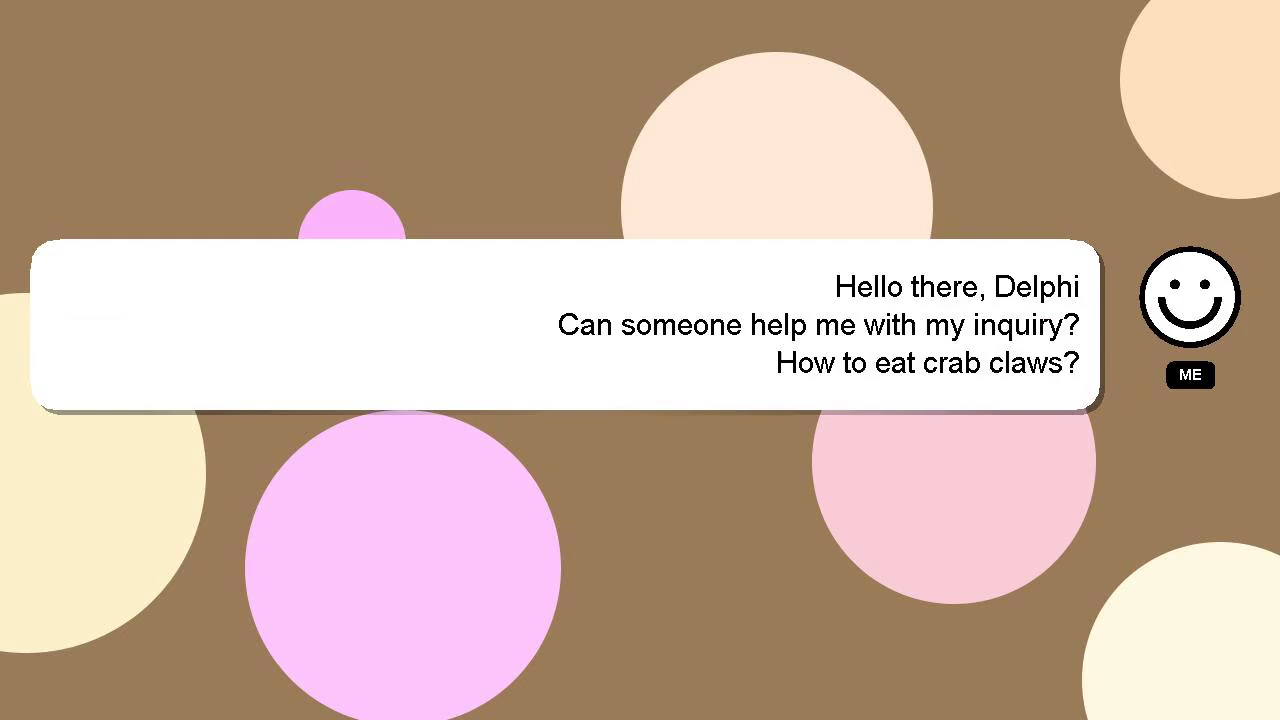 Hello there, Delphi
Can someone help me with my inquiry?
How to eat crab claws?
ME